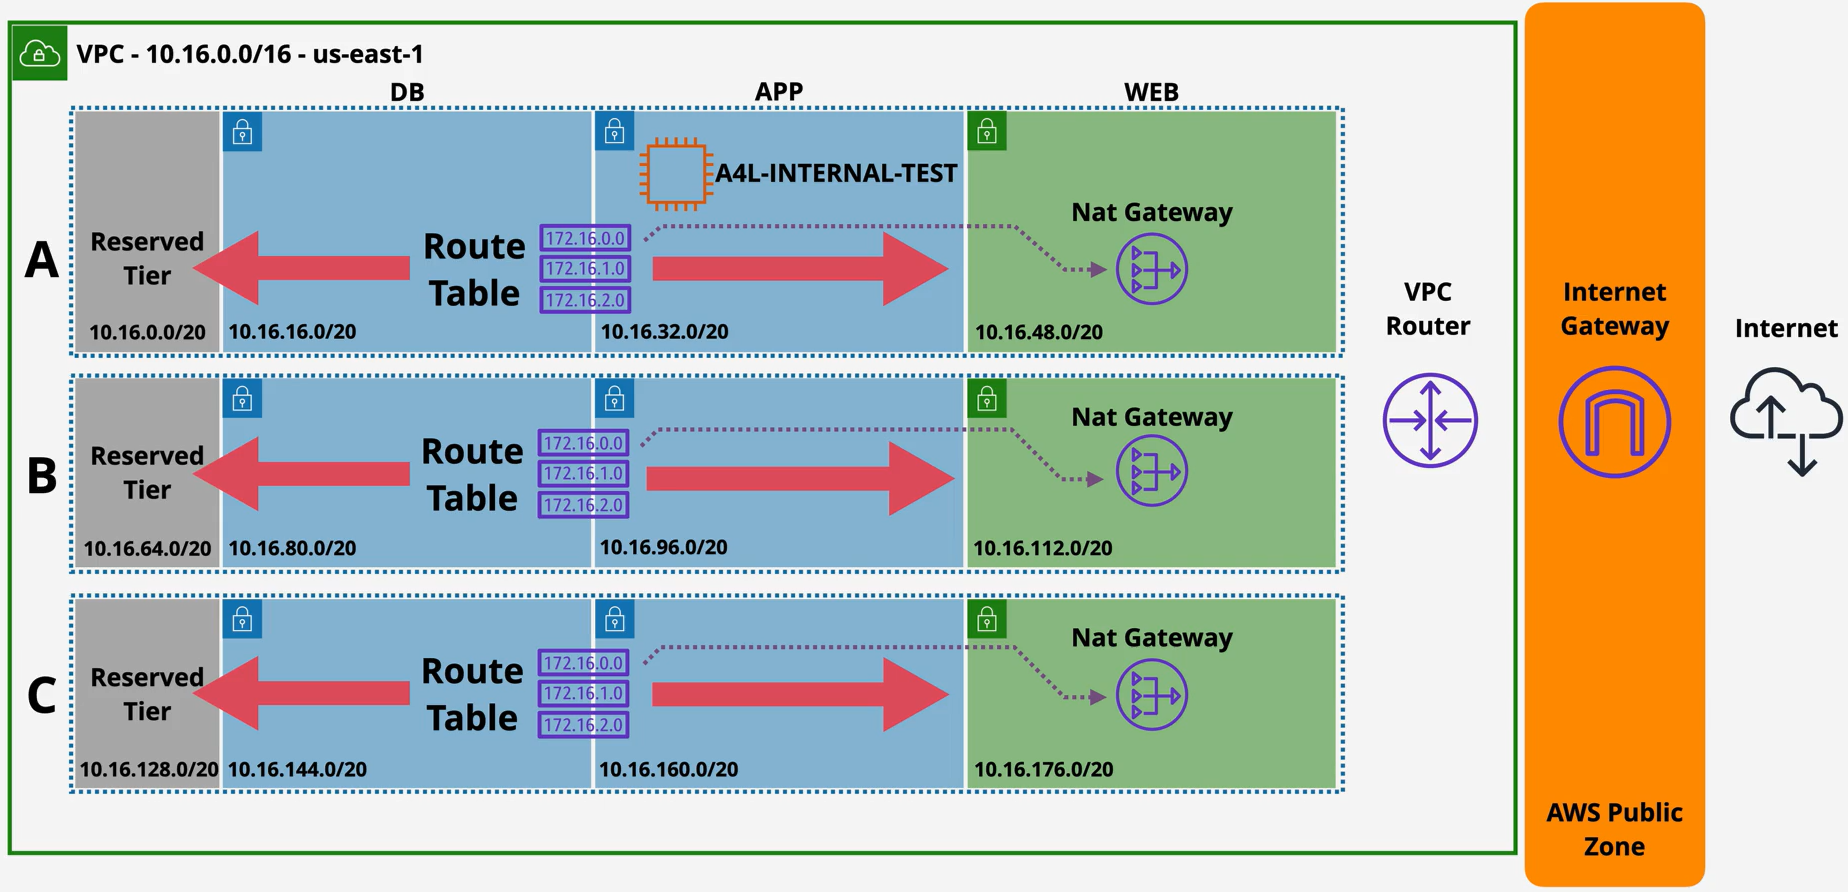 VPC - 10.16.0.0/16 - us-east-1
DB
APP
WEB
A
Reserved
Tier
10.16.0.0/20
Route
Table
172.16.0.0
172.16.1.0
172.16.2.0
10.16.16.0/20
A4L-INTERNAL-TEST
10.16.32.0/20
Nat Gateway
10.16.48.0/20
B
Reserved
Tier
10.16.64.0/20
Route
Table
172.16.0.0
172.16.1.0
172.16.2.0
10.16.80.0/20
10.16.96.0/20
Nat Gateway
10.16.112.0/20
C
Reserved
Tier
10.16.128.0/20
Route
Table
172.16.0.0
172.16.1.0
172.16.2.0
10.16.144.0/20
10.16.160.0/20
Nat Gateway
10.16.176.0/20
VPC
Router
Internet
Gateway
AWS Public
Zone
Internet